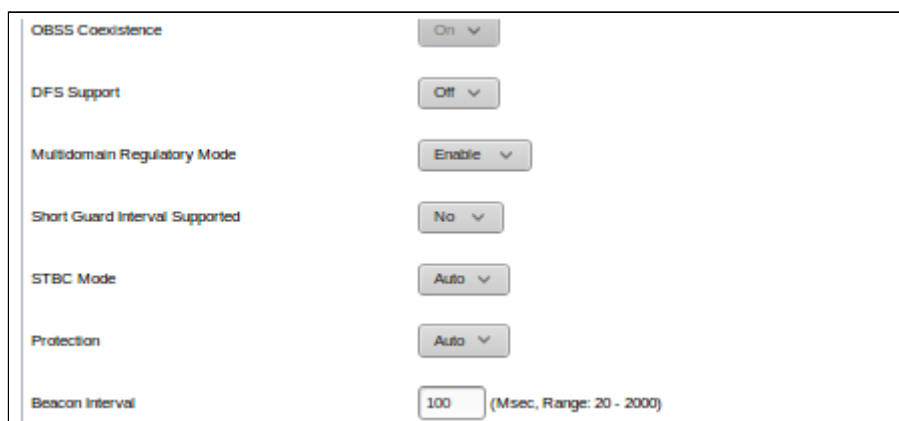 OBSS Coexistence On
DFS Support Off
Multidomain Regulatory Mode Enable
Short Guard Interval Supported No
STBC Mode Auto
Protection Auto
Beacon Interval 100 (Msec, Range: 20 - 2000)